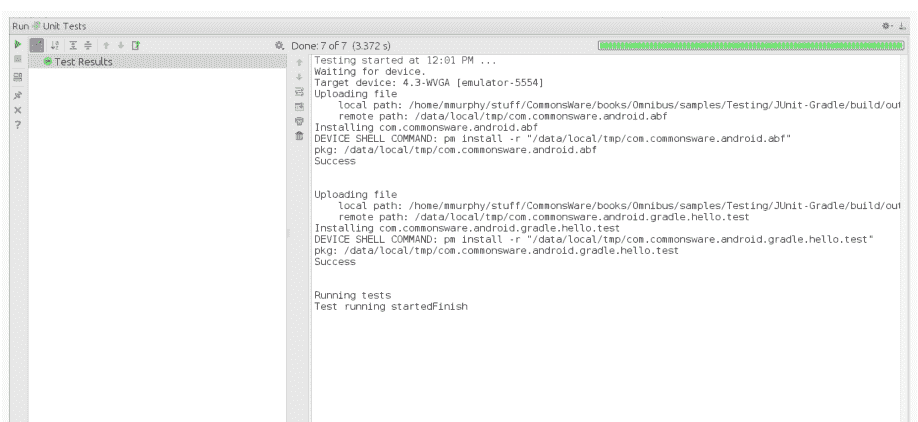 Run Unit Tests
Done: 7 of 7 (3.372 s)
Test Results
Testing started at 12:01 PM ...
Waiting for device.
Target device: 4.3-WVGA [emulator-5554]
Uploading file
local path: /home/mmurphy/stuff/CommonsWare/books/Omnibus/samples/Testing/JUnit-Gradle/build/out
remote path: /data/local/tmp/com.commonsware.android.abf
Installing com.commonsware.android.abf
DEVICE SHELL COMMAND: pm install -r "/data/local/tmp/com.commonsware.android.abf"
pkg: /data/local/tmp/com.commonsware.android.abf
Success
Uploading file
local path: /home/mmurphy/stuff/CommonsWare/books/Omnibus/samples/Testing/JUnit-Gradle/build/out
remote path: /data/local/tmp/com.commonsware.android.gradle.hello.test
Installing com.commonsware.android.gradle.hello.test
DEVICE SHELL COMMAND: pm install -r "/data/local/tmp/com.commonsware.android.gradle.hello.test"
pkg: /data/local/tmp/com.commonsware.android.gradle.hello.test
Success
Running tests
Test running startedFinish